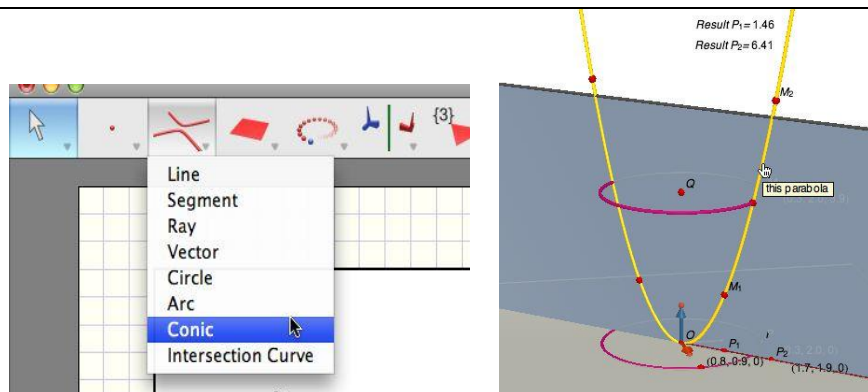 {3}
Line
Segment
Ray
Vector
Circle
Arc
Conic
Intersection Curve
Result P1= 1.46
Result P2= 6.41
M2
Q
this parabola
M1
O
P1
P2
(0.8, 0.9, 0)
(1.7, 1.9, 0)